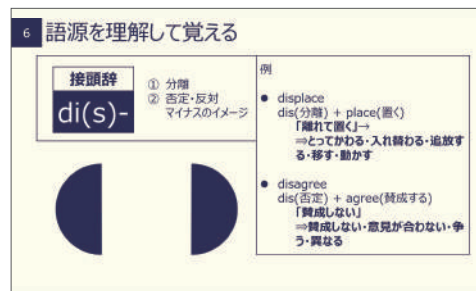 6 語源を理解して覚える
接頭辞
di(s)-
① 分離
② 否定・反対
マイナスのイメージ
例
● displace
dis(分離) + place(置く)
「離れて置く」→
⇒とってかわる・入れ替わる・追放す
る・移す・動かす
● disagree
dis(否定) + agree(賛成する)
「賛成しない」
⇒賛成しない・意見が合わない・争
う・異なる